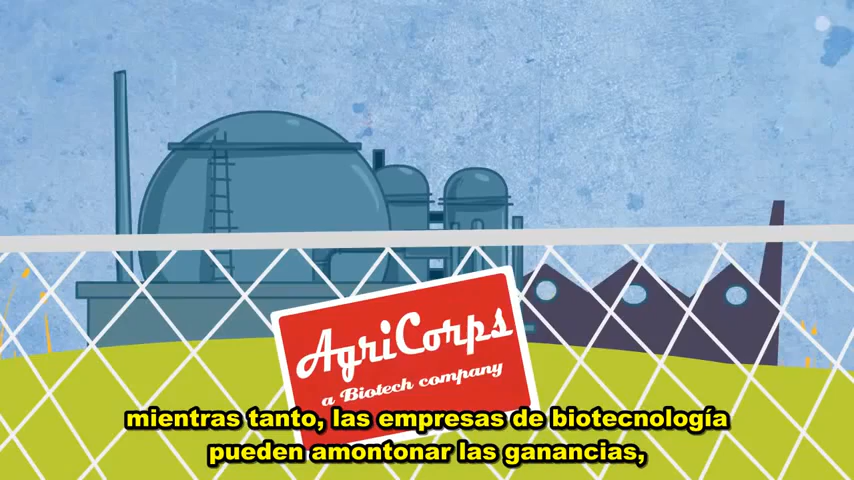 AgriCorps
a Biotech company
mientras tanto, las empresas de biotecnología
pueden amontonar las ganancias,